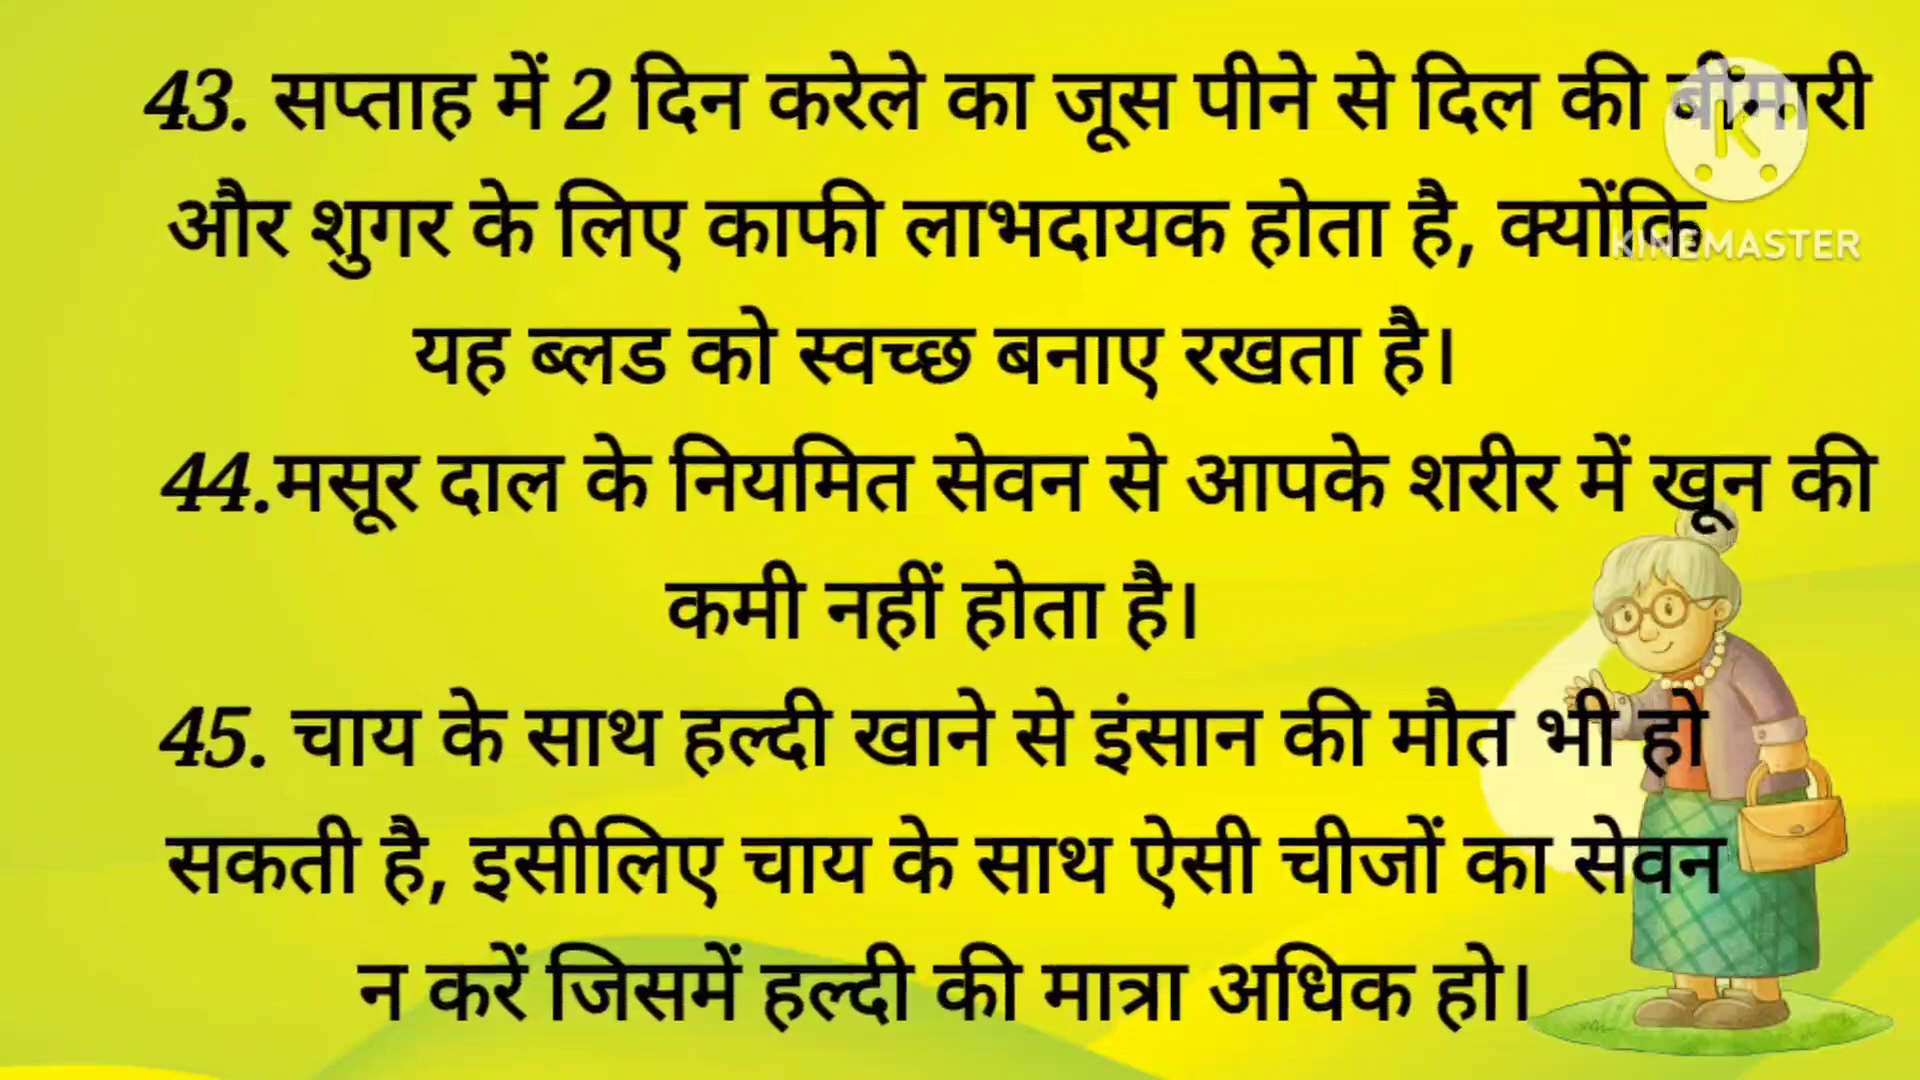 43. सप्ताह में 2 दिन करेले का जूस पीने से दिल की बीमारी
और शुगर के लिए काफी लाभदायक होता है, क्योंकि
KINEMASTER
यह ब्लड को स्वच्छ बनाए रखता है।
44.मसूर दाल के नियमित सेवन से आपके शरीर में खून की
कमी नहीं होता है।
45. चाय के साथ हल्दी खाने से इंसान की मौत भी हो
सकती है, इसीलिए चाय के साथ ऐसी चीजों का सेवन
न करें जिसमें हल्दी की मात्रा अधिक हो।